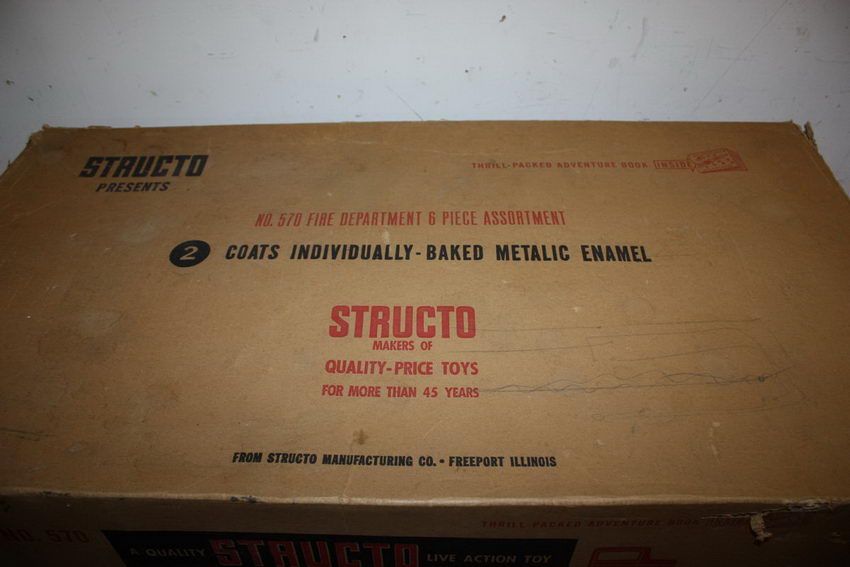 STRUCTO
PRESENTS
THRILL-PACKED ADVENTURE BOOK INSIDE
NO. 570 FIRE DEPARTMENT 6 PIECE ASSORTMENT
2 COATS INDIVIDUALLY-BAKED METALIC ENAMEL
STRUCTO
MAKERS OF
QUALITY-PRICE TOYS
FOR MORE THAN 45 YEARS
FROM STRUCTO MANUFACTURING CO. • FREEPORT ILLINOIS
THRILL-PACKED ADVENTURE BOOK
NO. 570
A QUALITY STRUCTO LIVE ACTION TOY